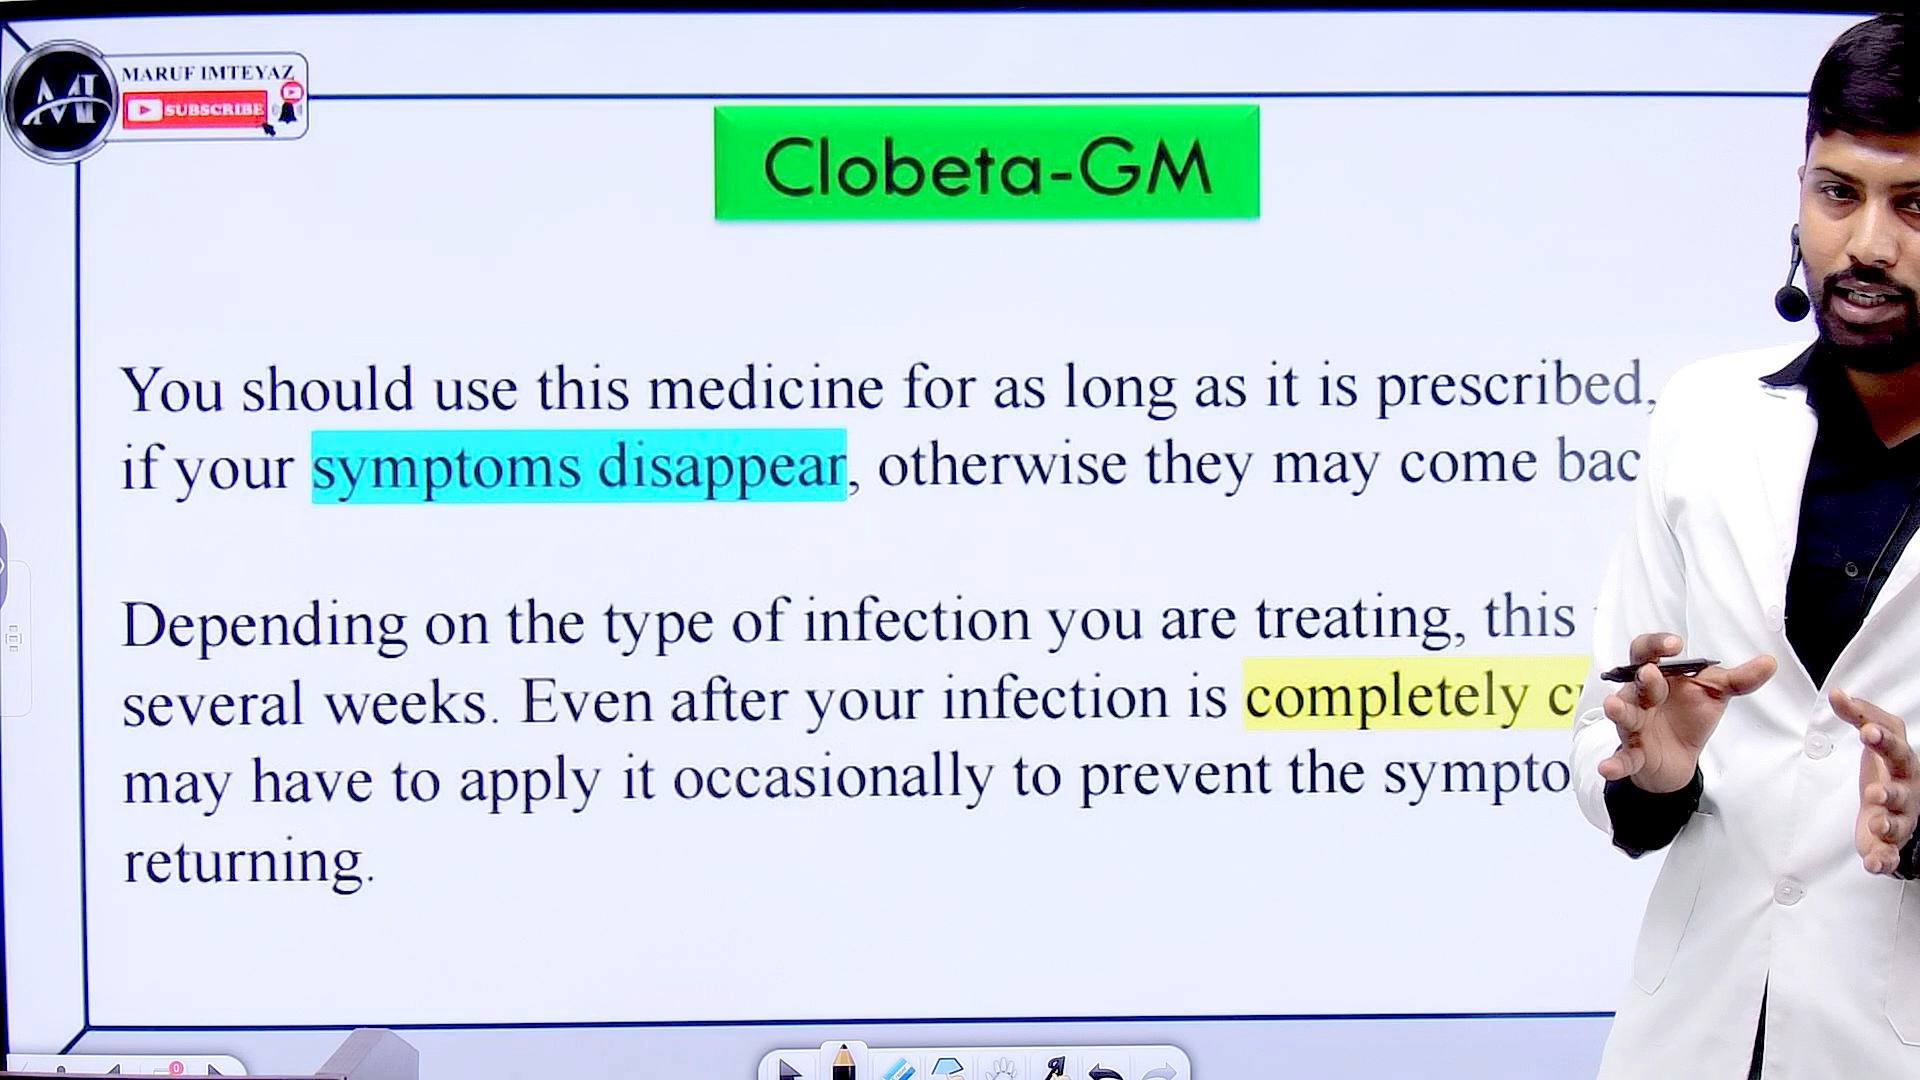 MARUF IMTEYAZ
SUBSCRIBE
Clobeta-GM
You should use this medicine for as long as it is prescribed,
if your symptoms disappear, otherwise they may come
Depending on the type of infection you are treating, this
several weeks. Even after your infection is completely
may have to apply it occasionally to prevent the
returning.